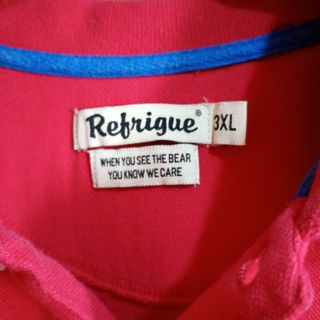 Refrigue® 3XL
WHEN YOU SEE THE BEAR
YOU KNOW WE CARE